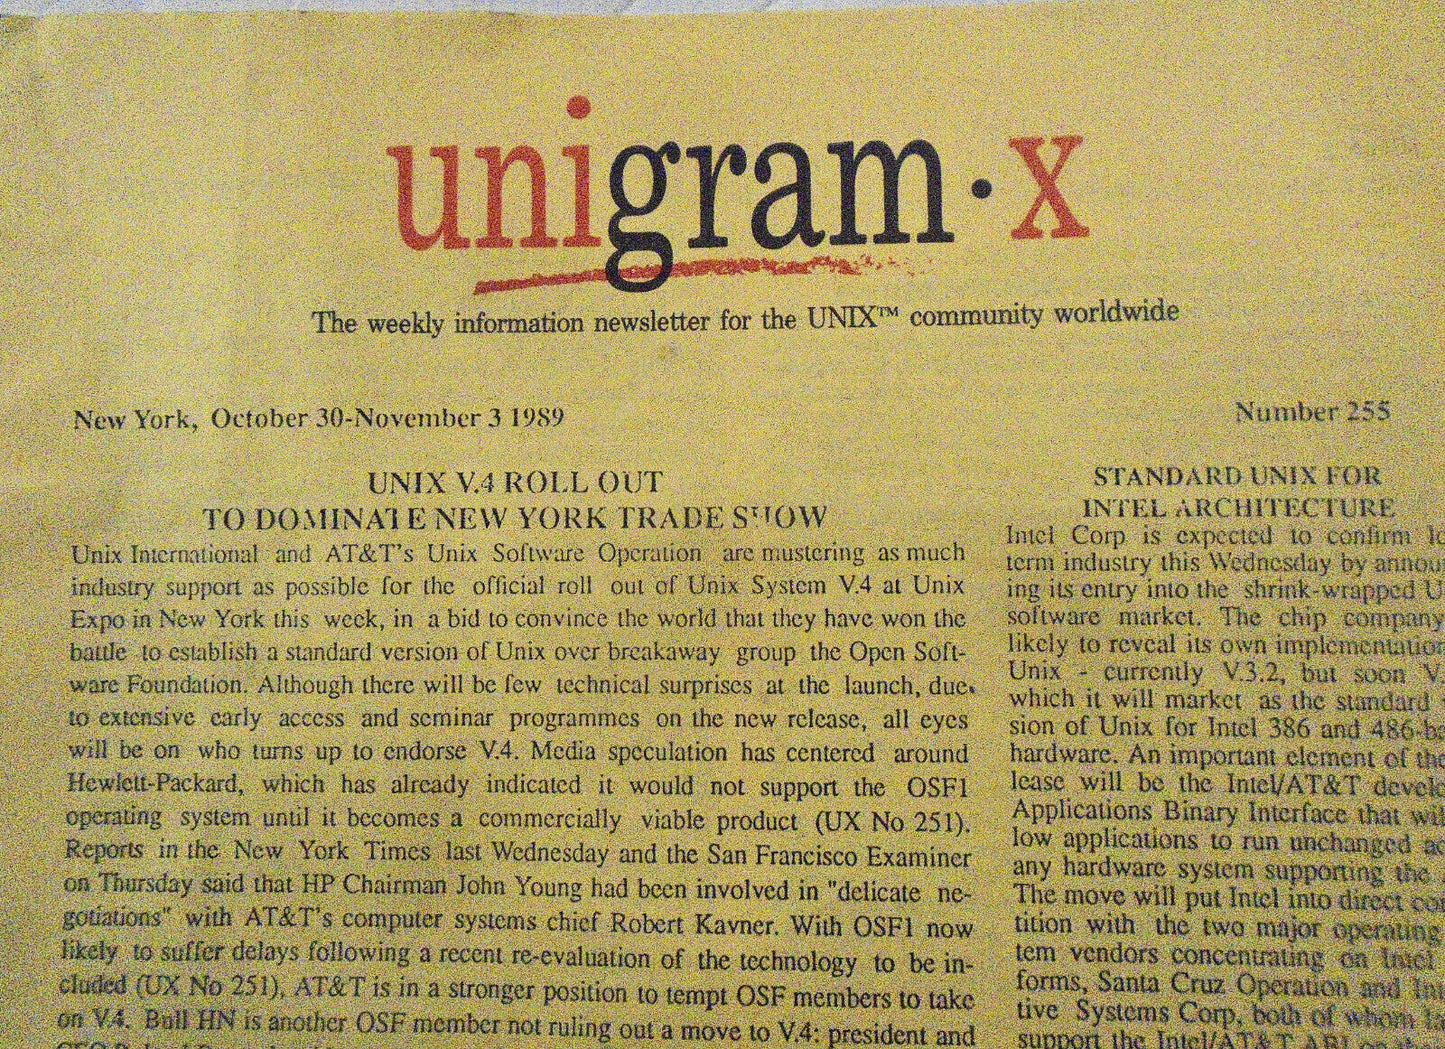 unigram·x
The weekly information newsletter for the UNIX™ community worldwide
New York, October 30-November 3 1989
Number 255
UNIX V.4 ROLL OUT
TO DOMINATE NEW YORK TRADE SHOW
Unix International and AT&T's Unix Software Operation are mustering as much
industry support as possible for the official roll out of Unix System V.4 at Unix
Expo in New York this week, in a bid to convince the world that they have won the
battle to establish a standard version of Unix over breakaway group the Open Soft-
ware Foundation. Although there will be few technical surprises at the launch, due
to extensive early access and seminar programmes on the new release, all eyes
will be on who turns up to endorse V.4. Media speculation has centered around
Hewlett-Packard, which has already indicated it would not support the OSF1
operating system until it becomes a commercially viable product (UX No 251).
Reports in the New York Times last Wednesday and the San Francisco Examiner
on Thursday said that HP Chairman John Young had been involved in "delicate ne-
gotiations" with AT&T's computer systems chief Robert Kavner. With OSF1 now
likely to suffer delays following a recent re-evaluation of the technology to be in-
cluded (UX No 251), AT&T is in a stronger position to tempt OSF members to take
on V.4. Bull HN is another OSF member not ruling out a move to V.4: president and
STANDARD UNIX FOR
INTEL ARCHITECTURE
Intel Corp is expected to confirm
term industry this Wednesday by
ing its entry into the shrink-wrapped
software market. The chip company
likely to reveal its own
Unix - currently V.3.2, but soon
which it will market as the standard
sion of Unix for Intel 386 and
hardware. An important element of
lease will be the Intel/AT&T
Applications Binary Interface that
low applications to run unchanged
any hardware system supporting the
The move will put Intel into direct
tition with the two major operating
tem vendors concentrating on Intel
forms, Santa Cruz Operation and
tive Systems Corp, both of whom
support the Intel/AT&T ABI